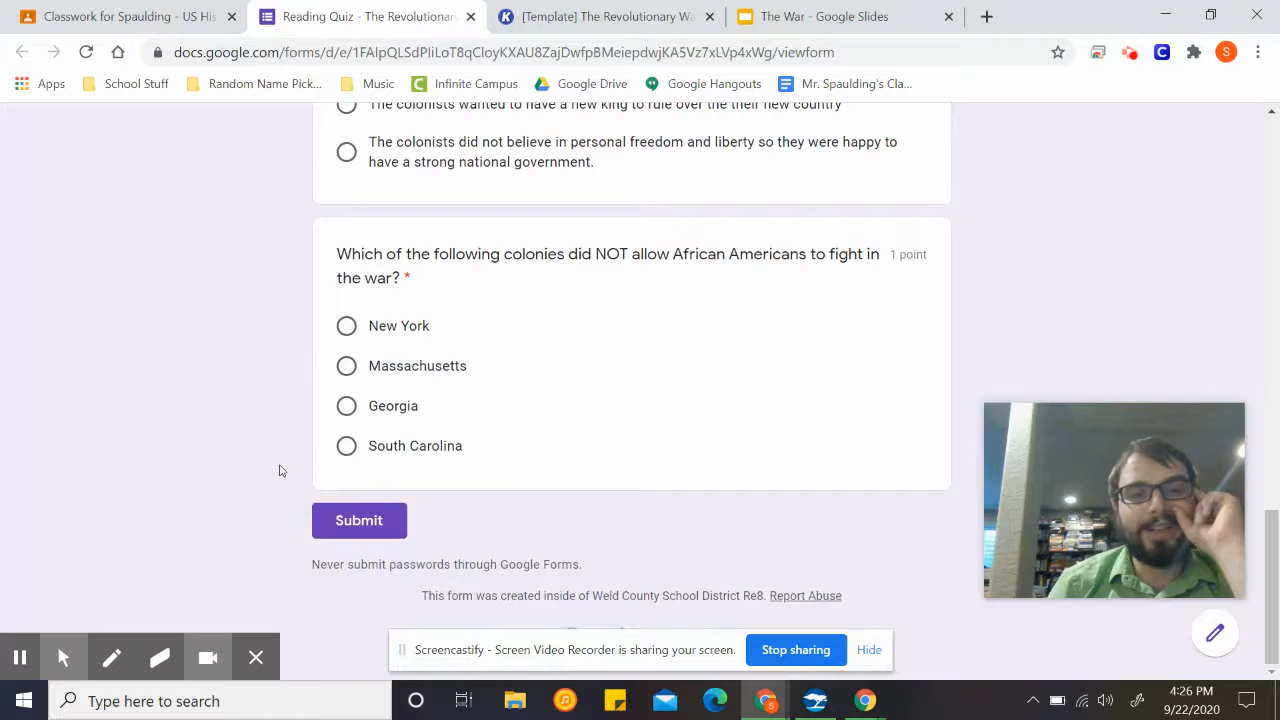 Classwork for Spaulding - US His
Reading Quiz - The Revolutionary
[Template] The Revolutionary Wa
The War - Google Slides
docs.google.com/forms/d/e/1FAIpQLSdPIiLoT8qCloyKXAU8ZajDwfpBMeiepdwjKA5Vz7xLVp4xWg/viewform
Apps
School Stuff
Random Name Pick...
Music
Infinite Campus
Google Drive
Google Hangouts
Mr. Spaulding's Cla...
The colonists wanted to have a new king to rule over the their new country
The colonists did not believe in personal freedom and liberty so they were happy to
have a strong national government.
Which of the following colonies did NOT allow African Americans to fight in
the war? *
1 point
New York
Massachusetts
Georgia
South Carolina
Submit
Never submit passwords through Google Forms.
This form was created inside of Weld County School District Re8. Report Abuse
Screencastify - Screen Video Recorder is sharing your screen.
Stop sharing
Hide
Type here to search
4:26 PM
9/22/2020